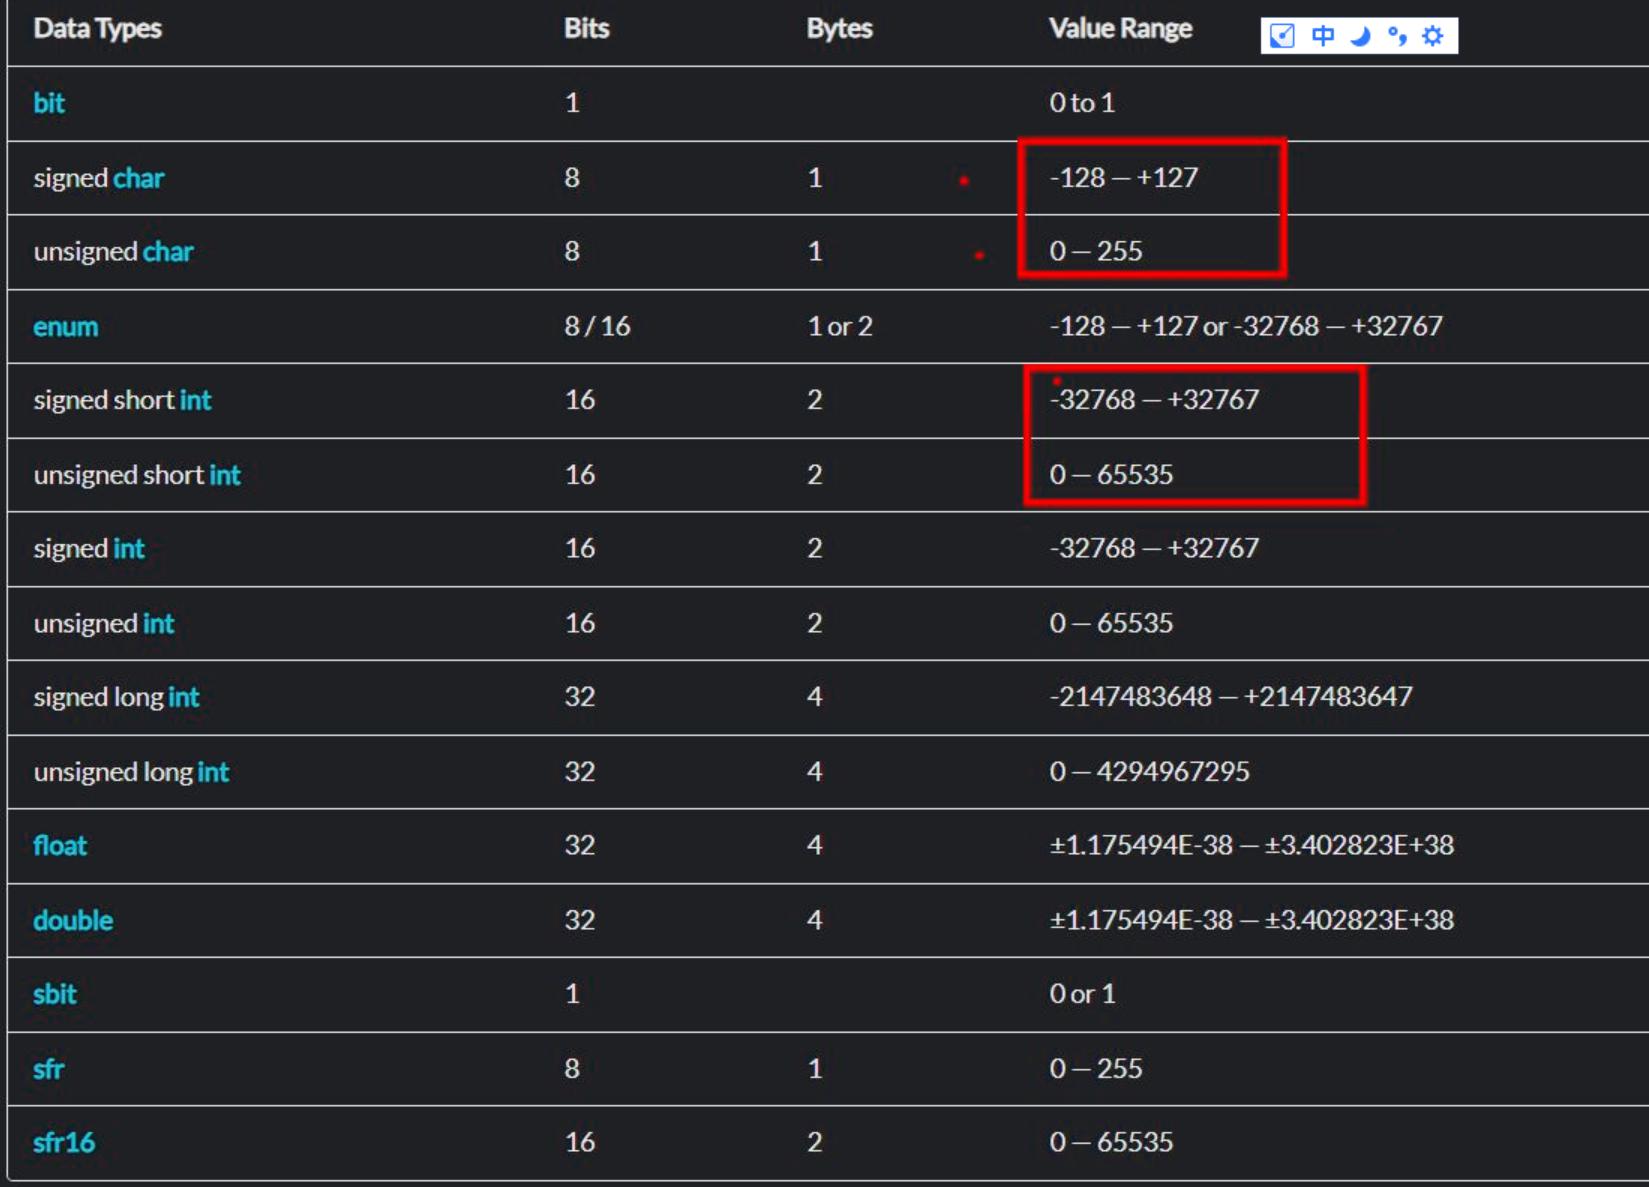 Data Types Bits Bytes Value Range
中
bit 1 0 to 1
signed char 8 1 -128 — +127
unsigned char 8 1 0 — 255
enum 8 / 16 1 or 2 -128 — +127 or -32768 — +32767
signed short int 16 2 -32768 — +32767
unsigned short int 16 2 0 — 65535
signed int 16 2 -32768 — +32767
unsigned int 16 2 0 — 65535
signed long int 32 4 -2147483648 — +2147483647
unsigned long int 32 4 0 — 4294967295
float 32 4 ±1.175494E-38 — ±3.402823E+38
double 32 4 ±1.175494E-38 — ±3.402823E+38
sbit 1 0 or 1
sfr 8 1 0 — 255
sfr16 16 2 0 — 65535